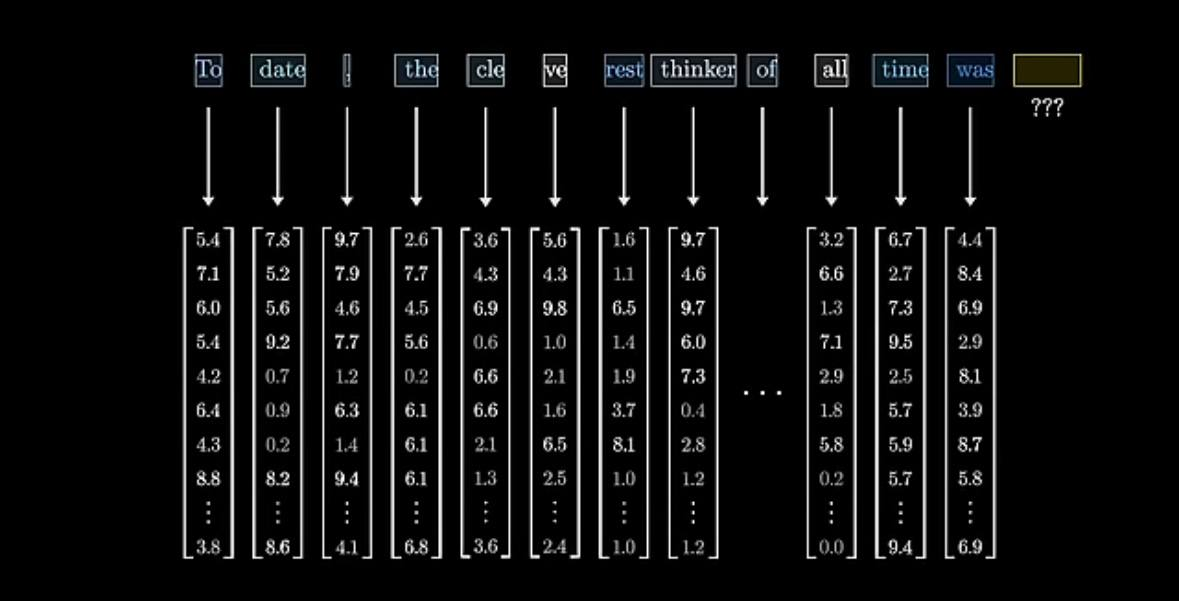 To date , the cle ve rest thinker of all time was
???
5.4 7.8 9.7 2.6 3.6 5.6 1.6 9.7 3.2 6.7 4.4
7.1 5.2 7.9 7.7 4.3 4.3 1.1 4.6 6.6 2.7 8.4
6.0 5.6 4.6 4.5 6.9 9.8 6.5 9.7 1.3 7.3 6.9
5.4 9.2 7.7 5.6 0.6 1.0 1.4 6.0 7.1 9.5 2.9
4.2 0.7 1.2 0.2 6.6 2.1 1.9 7.3 2.9 2.5 8.1
6.4 0.9 6.3 6.1 6.6 1.6 3.7 0.4 ... 1.8 5.7 3.9
4.3 0.2 1.4 6.1 2.1 6.5 8.1 2.8 5.8 5.9 8.7
8.8 8.2 9.4 6.1 1.3 2.5 1.0 1.2 0.2 5.7 5.8
⋮ ⋮ ⋮ ⋮ ⋮ ⋮ ⋮ ⋮ ⋮ ⋮ ⋮
3.8 8.6 4.1 6.8 3.6 2.4 1.0 1.2 0.0 9.4 6.9